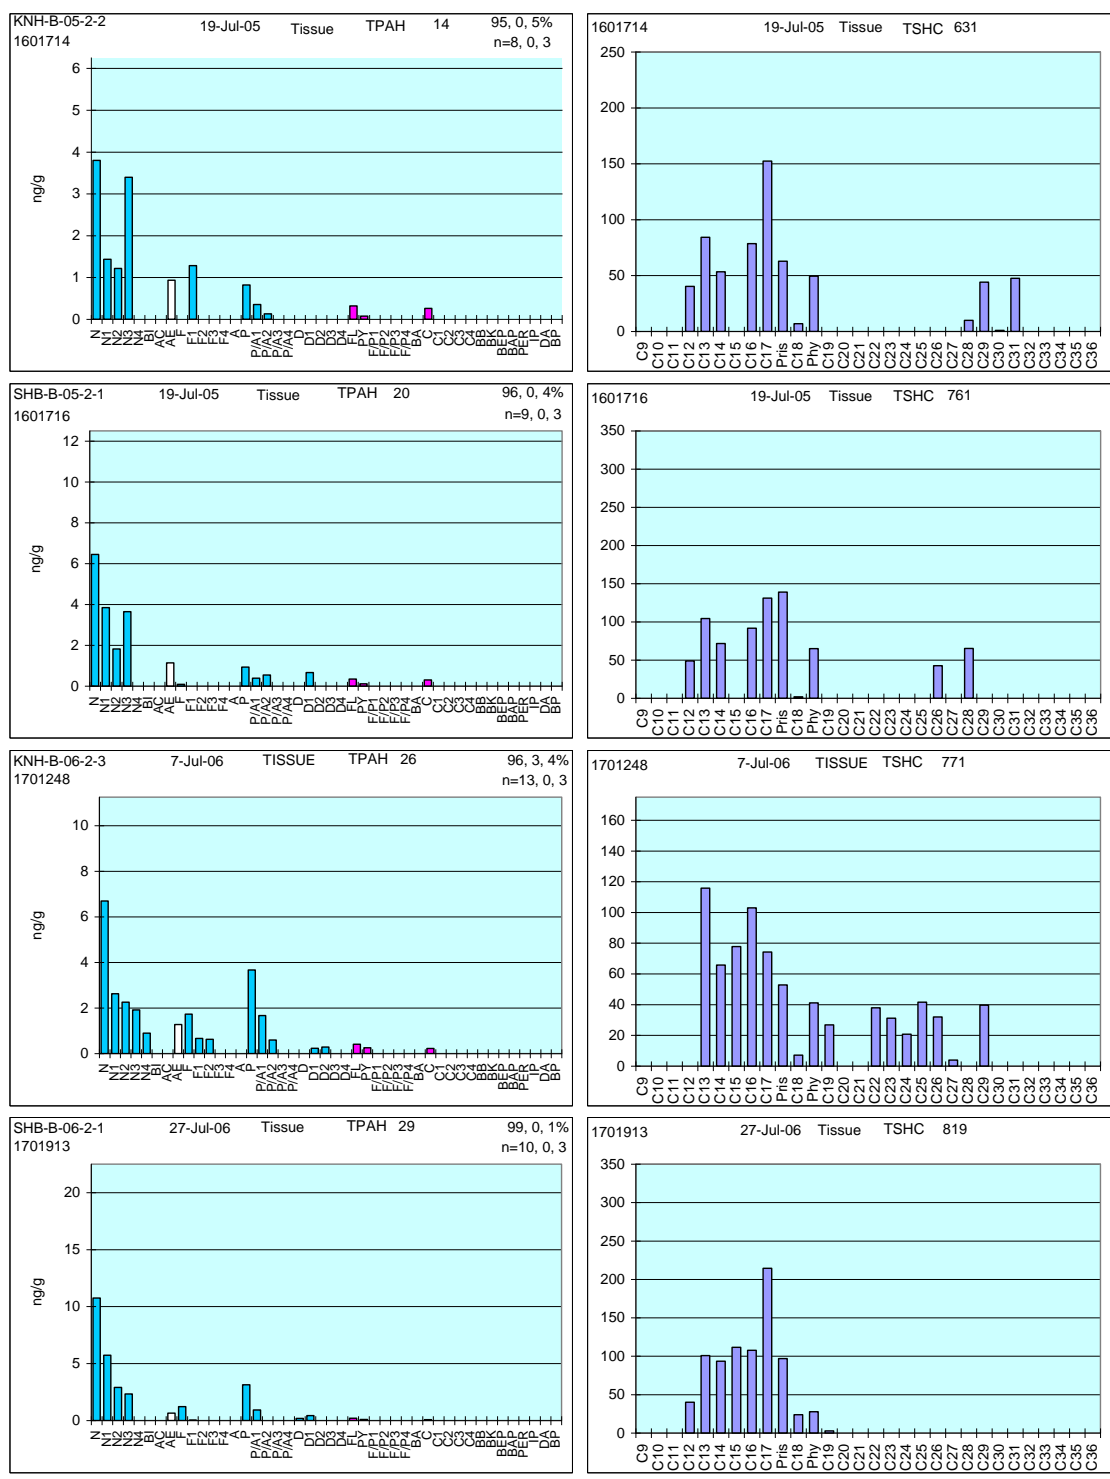 KNH-B-05-2-2 19-Jul-05 Tissue TPAH 14 95, 0, 5%
1601714 n=8, 0, 3
6
5
4
3
2
1
0
ng/g
N N1 N2 N3 N4 BI AC AE F F1 F2 F3 F4 A P P/A1 P/A2 P/A3 P/A4 D D1 D2 D3 D4 FL PY F/P1 F/P2 F/P3 F/P4 BA C C1 C2 C3 C4 BB BK BEP BAP PER IP DA BP
1601714 19-Jul-05 Tissue TSHC 631
250
200
150
100
50
0
C9 C10 C11 C12 C13 C14 C15 C16 C17 Pris C18 Phy C19 C20 C21 C22 C23 C24 C25 C26 C27 C28 C29 C30 C31 C32 C33 C34 C35 C36
SHB-B-05-2-1 19-Jul-05 Tissue TPAH 20 96, 0, 4%
1601716 n=9, 0, 3
12
10
8
6
4
2
0
ng/g
N N1 N2 N3 N4 BI AC AE F F1 F2 F3 F4 A P P/A1 P/A2 P/A3 P/A4 D D1 D2 D3 D4 FL PY F/P1 F/P2 F/P3 F/P4 BA C C1 C2 C3 C4 BB BK BEP BAP PER IP DA BP
1601716 19-Jul-05 Tissue TSHC 761
350
300
250
200
150
100
50
0
C9 C10 C11 C12 C13 C14 C15 C16 C17 Pris C18 Phy C19 C20 C21 C22 C23 C24 C25 C26 C27 C28 C29 C30 C31 C32 C33 C34 C35 C36
KNH-B-06-2-3 7-Jul-06 TISSUE TPAH 26 96, 3, 4%
1701248 n=13, 0, 3
10
8
6
4
2
0
ng/g
N N1 N2 N3 N4 BI AC AE F F1 F2 F3 F4 A P P/A1 P/A2 P/A3 P/A4 D D1 D2 D3 D4 FL PY F/P1 F/P2 F/P3 F/P4 BA C C1 C2 C3 C4 BB BK BEP BAP PER IP DA BP
1701248 7-Jul-06 TISSUE TSHC 771
160
140
120
100
80
60
40
20
0
C9 C10 C11 C12 C13 C14 C15 C16 C17 Pris C18 Phy C19 C20 C21 C22 C23 C24 C25 C26 C27 C28 C29 C30 C31 C32 C33 C34 C35 C36
SHB-B-06-2-1 27-Jul-06 Tissue TPAH 29 99, 0, 1%
1701913 n=10, 0, 3
20
15
10
5
0
ng/g
N N1 N2 N3 N4 BI AC AE F F1 F2 F3 F4 A P P/A1 P/A2 P/A3 P/A4 D D1 D2 D3 D4 FL PY F/P1 F/P2 F/P3 F/P4 BA C C1 C2 C3 C4 BB BK BEP BAP PER IP DA BP
1701913 27-Jul-06 Tissue TSHC 819
350
300
250
200
150
100
50
0
C9 C10 C11 C12 C13 C14 C15 C16 C17 Pris C18 Phy C19 C20 C21 C22 C23 C24 C25 C26 C27 C28 C29 C30 C31 C32 C33 C34 C35 C36